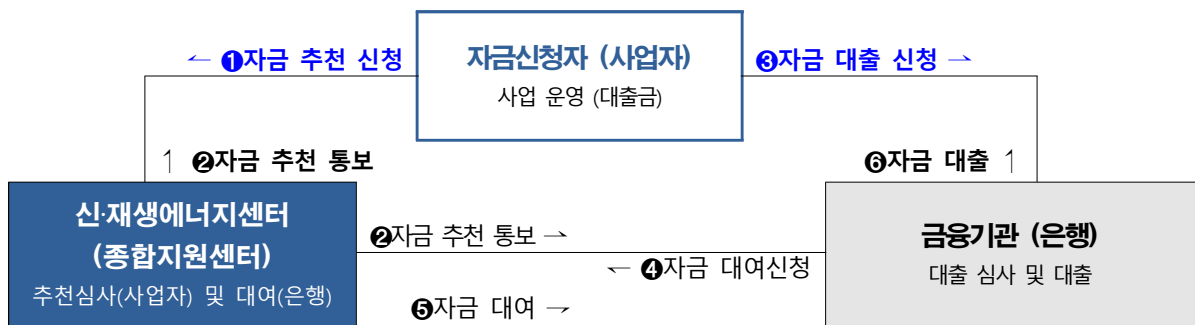 ← ❶자금 추천 신청
자금신청자 (사업자)
사업 운영 (대출금)
❸자금 대출 신청 →
↿ ❷자금 추천 통보
❻자금 대출 ↿
신·재생에너지센터
(종합지원센터)
추천심사(사업자) 및 대여(은행)
❷자금 추천 통보 →
← ❹자금 대여신청
❺자금 대여 →
금융기관 (은행)
대출 심사 및 대출